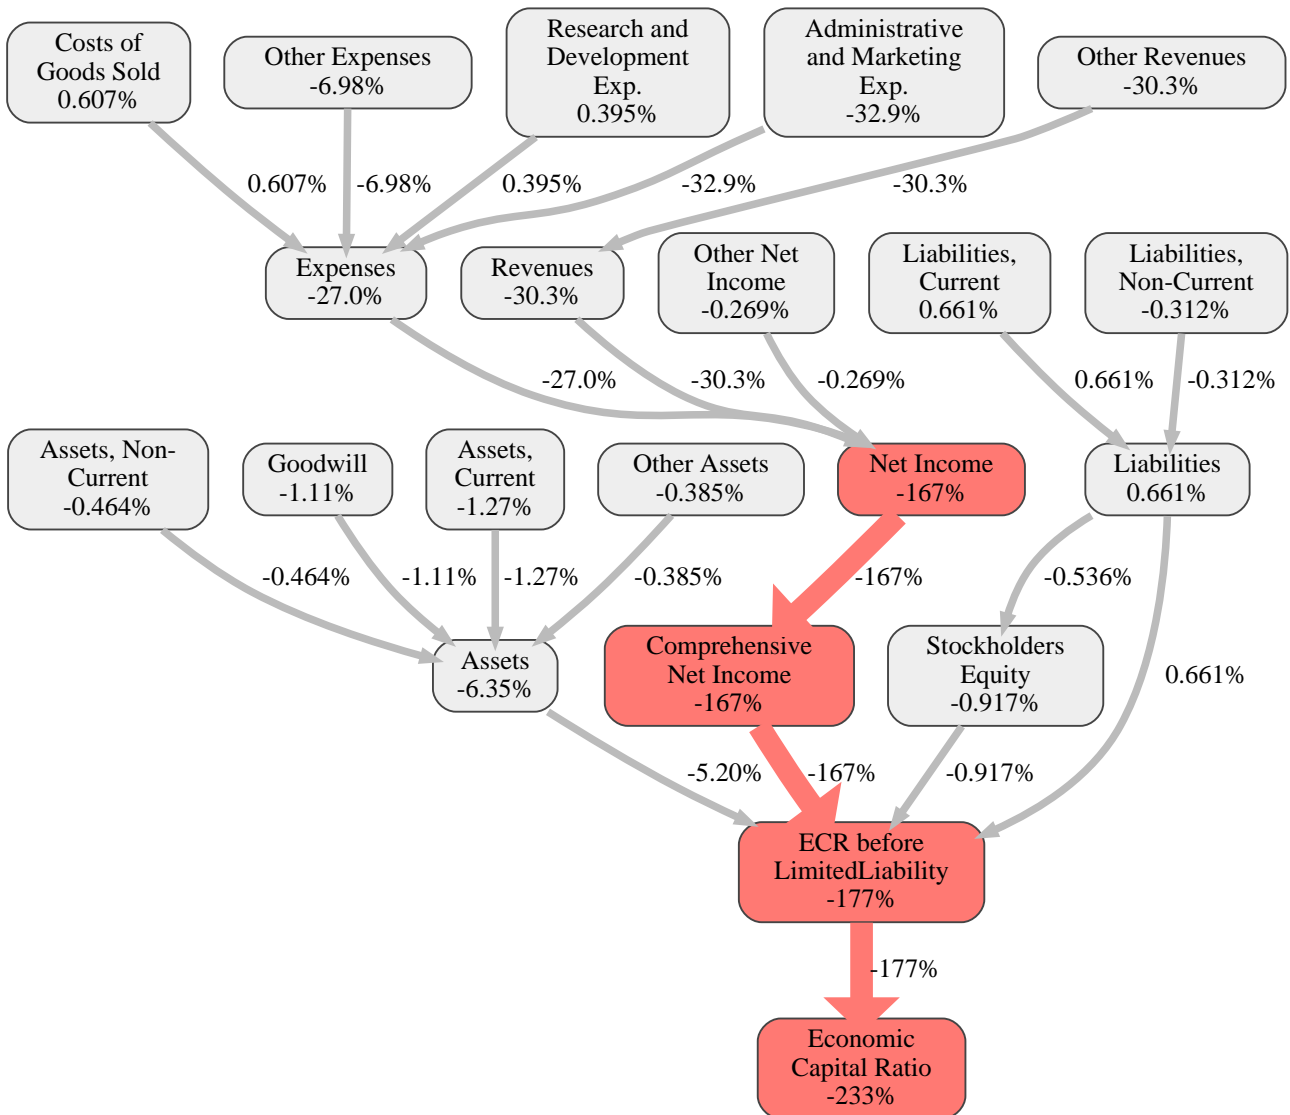 Costs of
Goods Sold
0.607%
Other Expenses
-6.98%
Research and
Development
Exp.
0.395%
Administrative
and Marketing
Exp.
-32.9%
Other Revenues
-30.3%
0.607%
-6.98%
0.395%
-32.9%
-30.3%
Expenses
-27.0%
Revenues
-30.3%
Other Net
Income
-0.269%
Liabilities,
Current
0.661%
Liabilities,
Non-Current
-0.312%
-27.0%
-30.3%
-0.269%
0.661%
-0.312%
Assets, Non-
Current
-0.464%
Goodwill
-1.11%
Assets,
Current
-1.27%
Other Assets
-0.385%
Net Income
-167%
Liabilities
0.661%
-0.464%
-1.11%
-1.27%
-0.385%
-167%
-0.536%
Assets
-6.35%
Comprehensive
Net Income
-167%
Stockholders
Equity
-0.917%
0.661%
-5.20%
-167%
-0.917%
ECR before
LimitedLiability
-177%
-177%
Economic
Capital Ratio
-233%